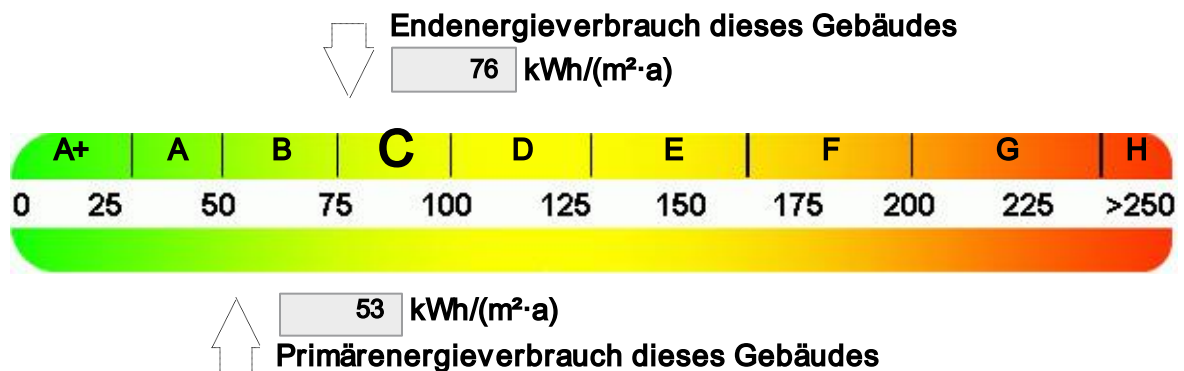 Endenergieverbrauch dieses Gebäudes
76 kWh/(m²·a)
A+ A B C D E F G H
0 25 50 75 100 125 150 175 200 225 >250
53 kWh/(m²·a)
Primärenergieverbrauch dieses Gebäudes